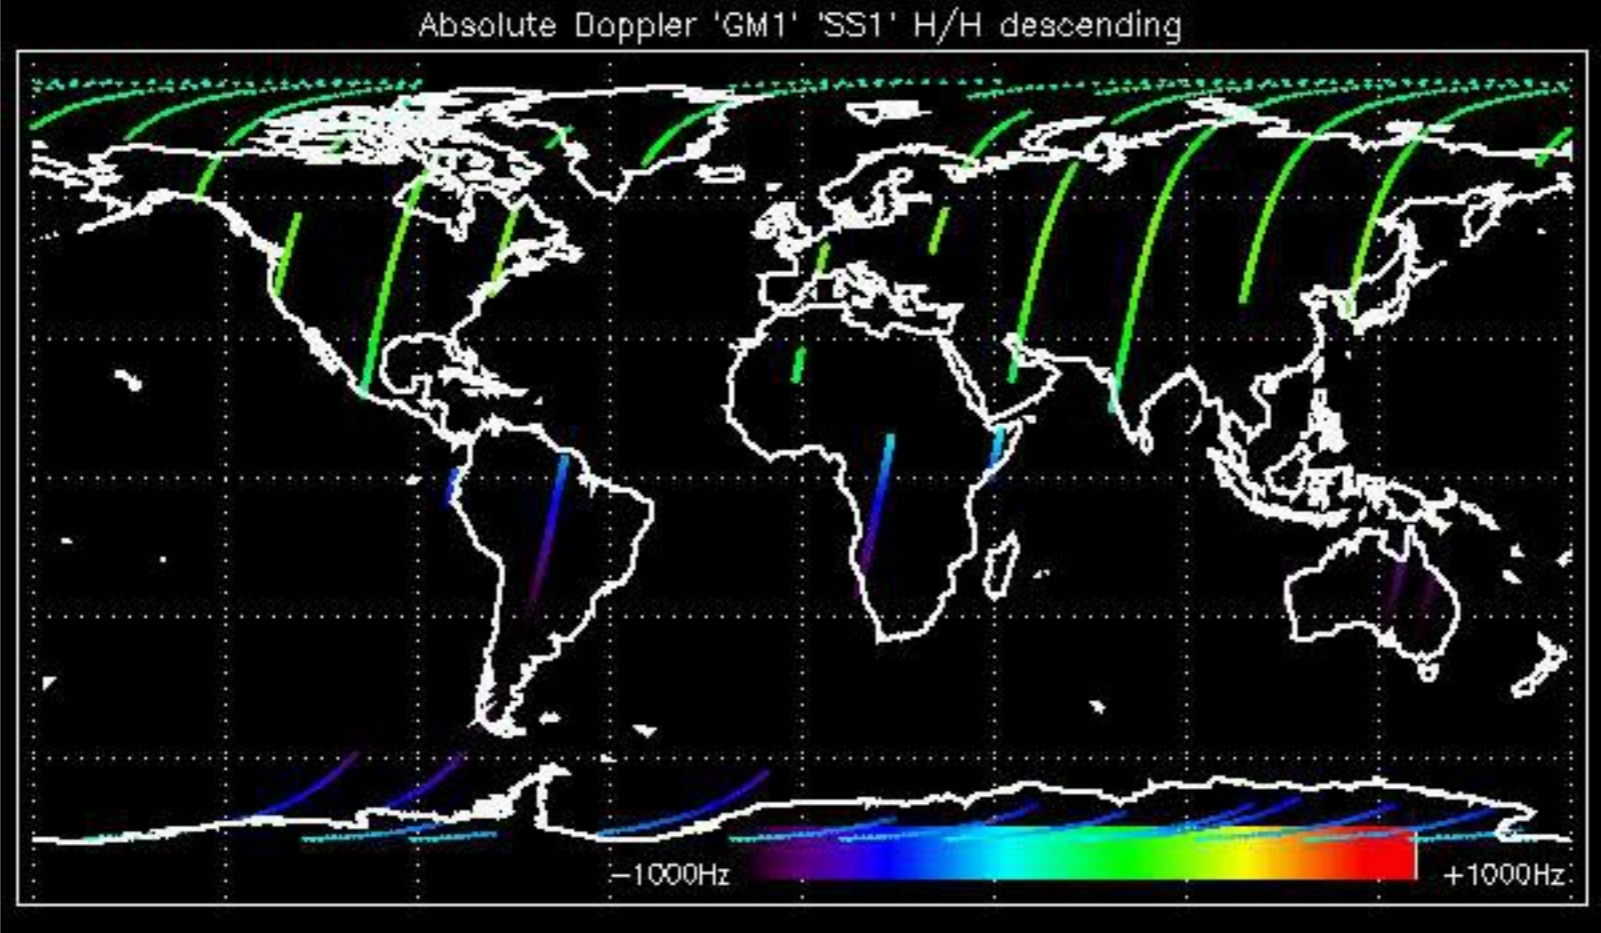 Absolute Doppler 'GM1' 'SS1' H/H descending
−1000Hz
+1000Hz